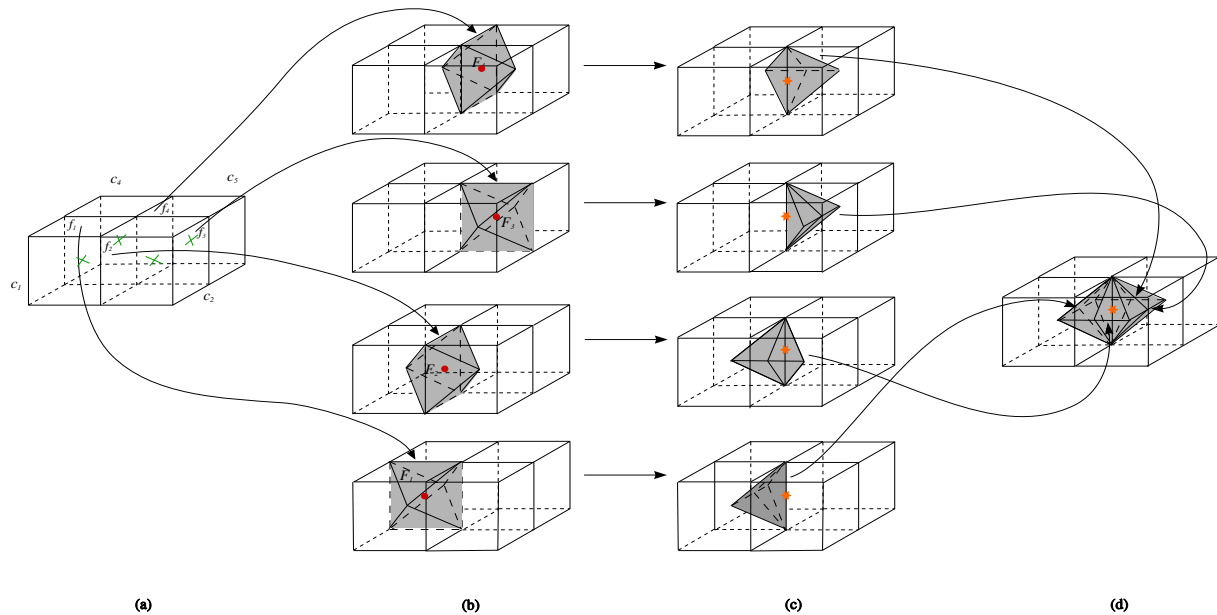 F₄
c₄
c₅
f₄
f₁
f₃
F₃
f₂
c₁
c₂
F₂
F₁
(a)
(b)
(c)
(d)